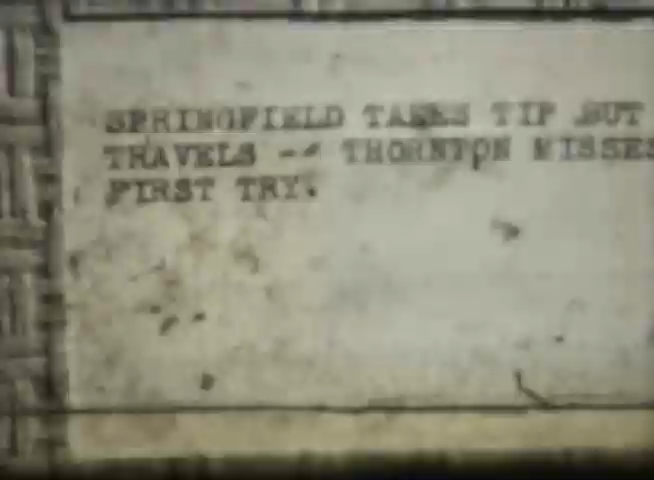 SPRINGFIELD TAKES TIP BUT
TRAVELS -- THORNTON MISSES
FIRST TRY.